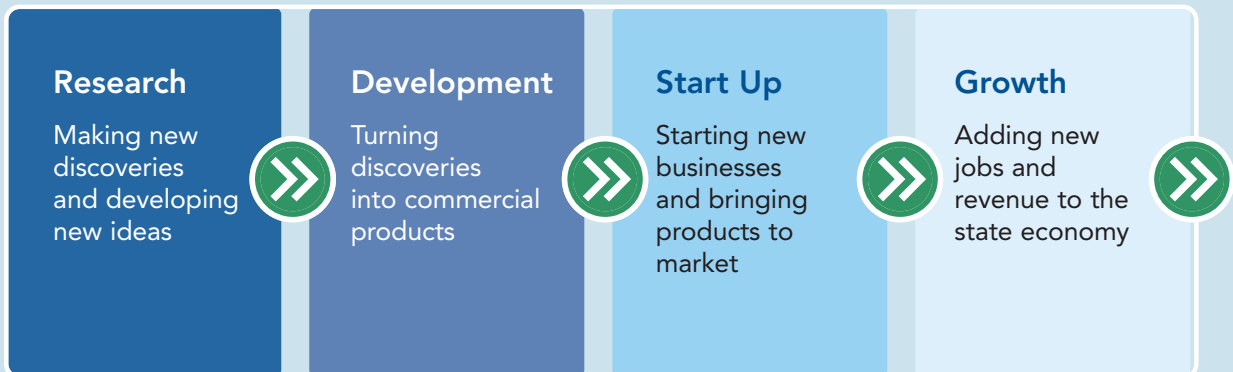 Research
Making new
discoveries
and developing
new ideas
Development
Turning
discoveries
into commercial
products
Start Up
Starting new
businesses
and bringing
products to
market
Growth
Adding new
jobs and
revenue to the
state economy